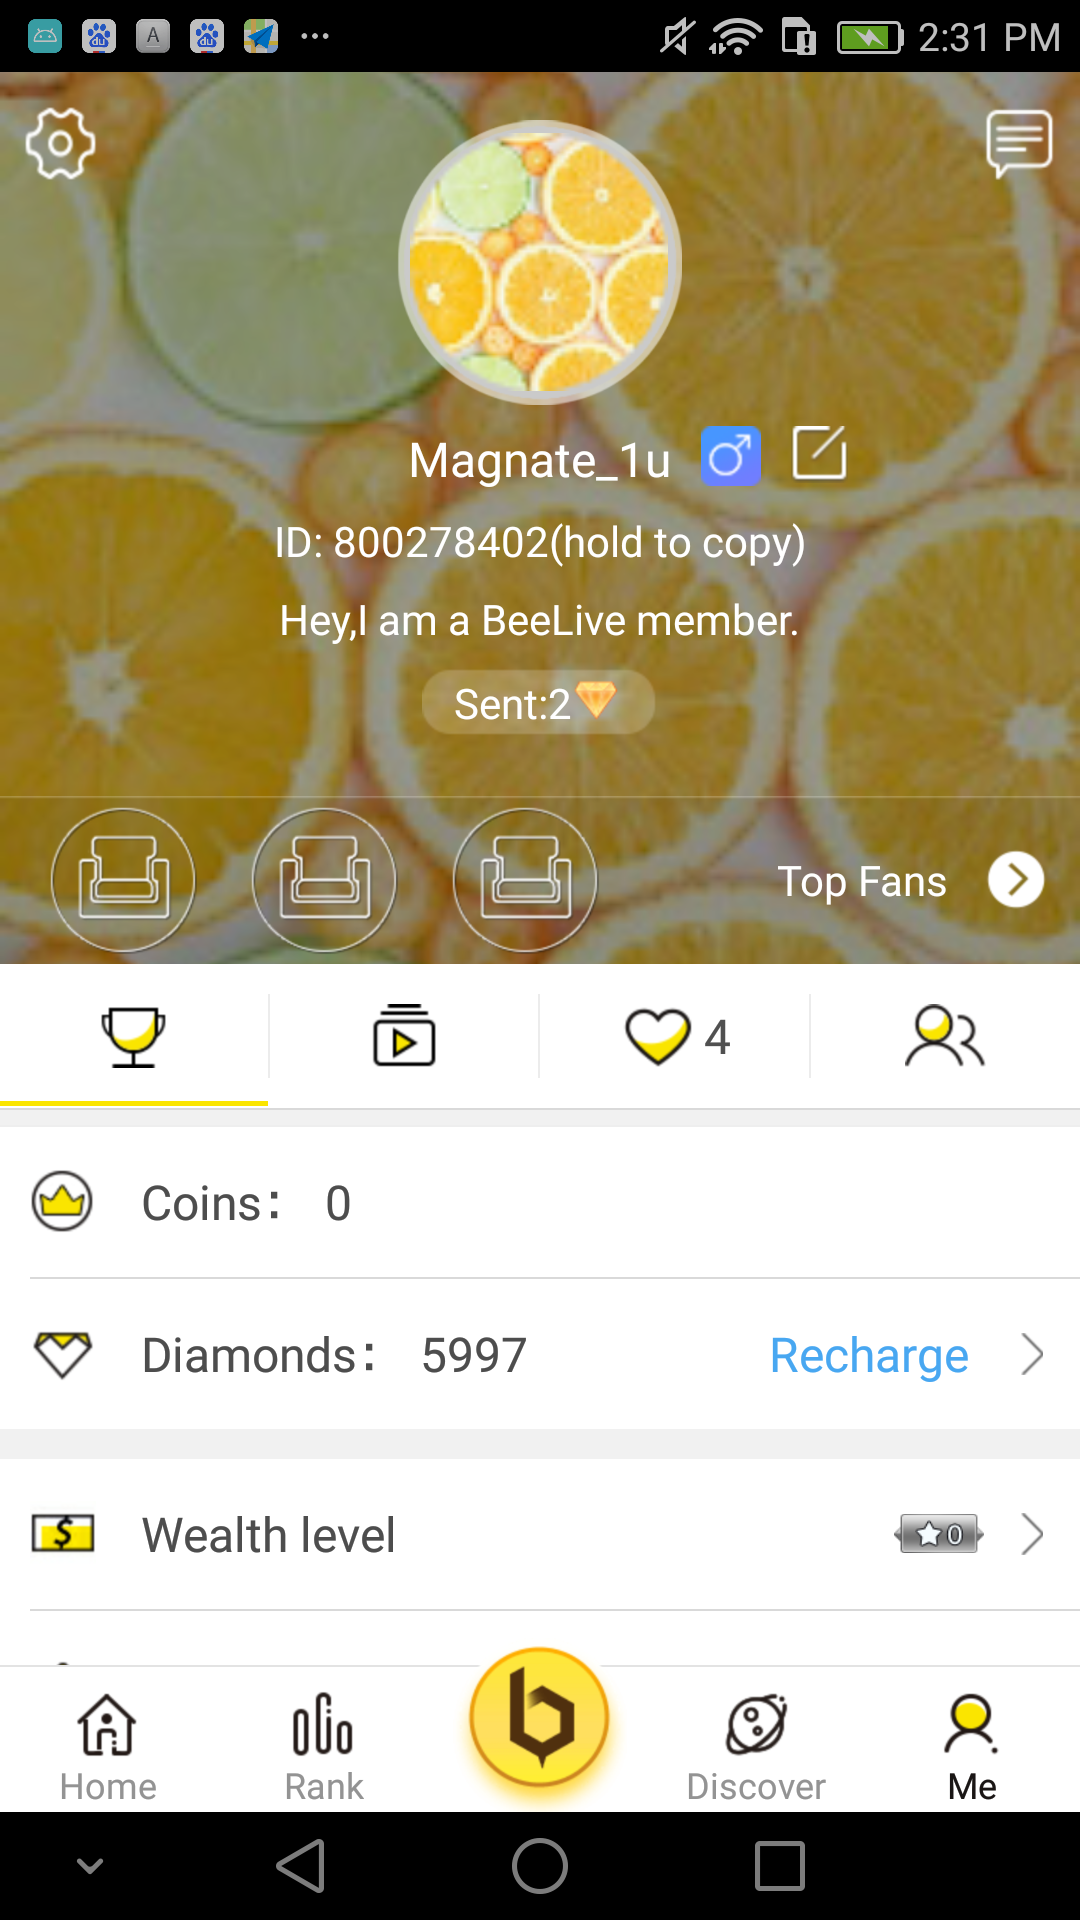 2:31 PM
Magnate_1u
ID: 800278402(hold to copy)
Hey,I am a BeeLive member.
Sent:2
Top Fans
4
Coins: 0
Diamonds: 5997 Recharge
Wealth level 0
Home Rank Discover Me